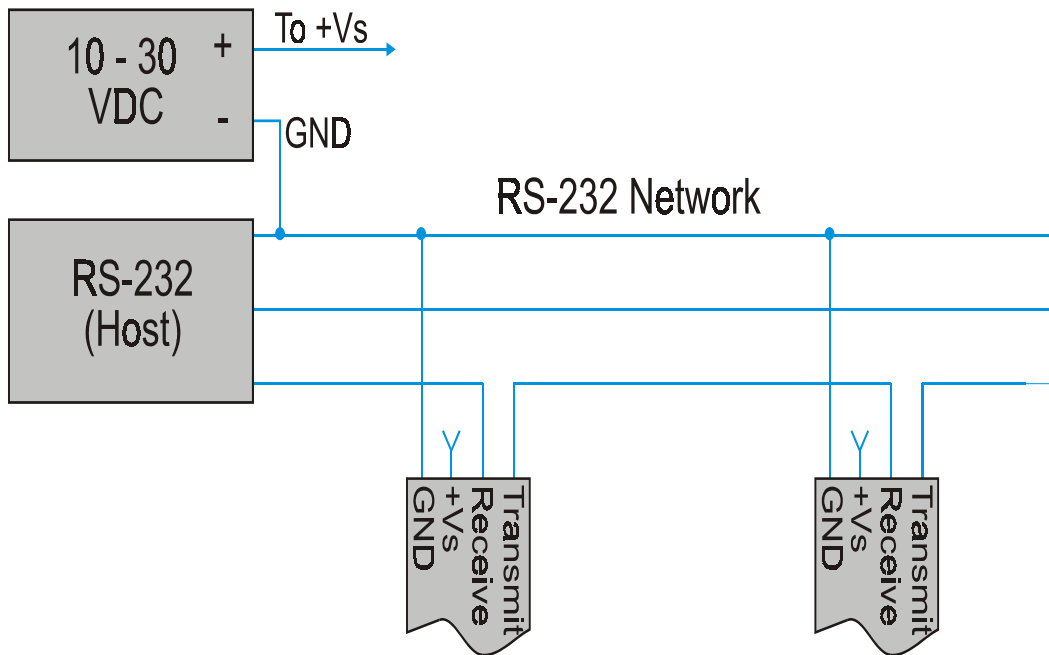 10 - 30
VDC
+
-
To +Vs
GND
RS-232 Network
RS-232
(Host)
GND
+Vs
Receive
Transmit
GND
+Vs
Receive
Transmit